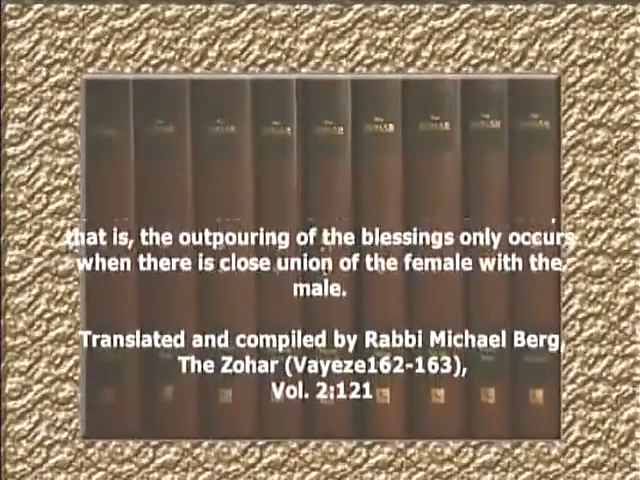 that is, the outpouring of the blessings only occurs
when there is close union of the female with the
male.
Translated and compiled by Rabbi Michael Berg,
The Zohar (Vayeze162-163),
Vol. 2:121